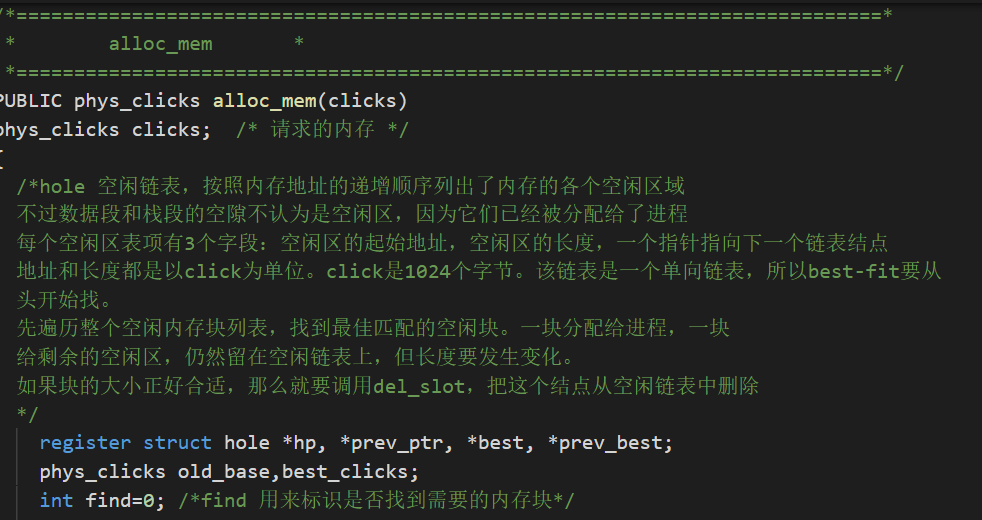 /*===========================================================================*
 *        alloc_mem       *
 *===========================================================================*/
PUBLIC phys_clicks alloc_mem(clicks)
phys_clicks clicks;  /* 请求的内存 */
{
  /*hole 空闲链表，按照内存地址的递增顺序列出了内存的各个空闲区域
  不过数据段和栈段的空隙不认为是空闲区，因为它们已经被分配给了进程
  每个空闲区表项有3个字段：空闲区的起始地址，空闲区的长度，一个指针指向下一个链表结点
  地址和长度都是以click为单位。click是1024个字节。该链表是一个单向链表，所以best-fit要从
  头开始找。
  先遍历整个空闲内存块列表，找到最佳匹配的空闲块。一块分配给进程，一块
  给剩余的空闲区，仍然留在空闲链表上，但长度要发生变化。
  如果块的大小正好合适，那么就要调用del_slot，把这个结点从空闲链表中删除
  */
    register struct hole *hp, *prev_ptr, *best, *prev_best;
    phys_clicks old_base,best_clicks;
    int find=0; /*find 用来标识是否找到需要的内存块*/